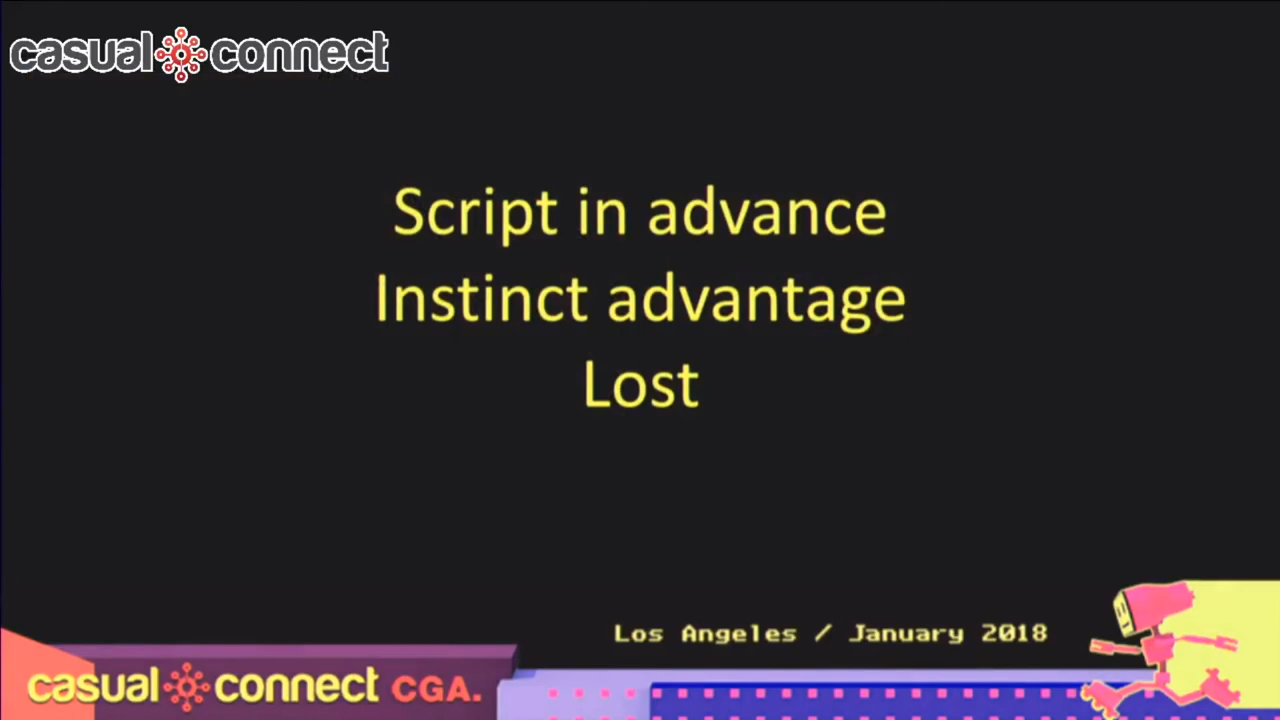 casual connect
Script in advance
Instinct advantage
Lost
Los Angeles / January 2018
casual connect CGA.